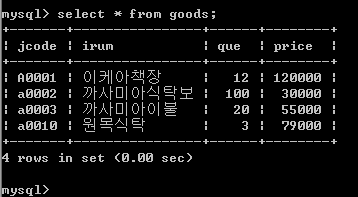 mysql> select * from goods;
+-------+--------------+------+--------+
| jcode | irum | que | price |
+-------+--------------+------+--------+
| A0001 | 이케아책장 | 12 | 120000 |
| a0002 | 까사미아식탁보 | 100 | 30000 |
| a0003 | 까사미아이불 | 20 | 55000 |
| a0010 | 원목식탁 | 3 | 79000 |
+-------+--------------+------+--------+
4 rows in set (0.00 sec)
mysql>